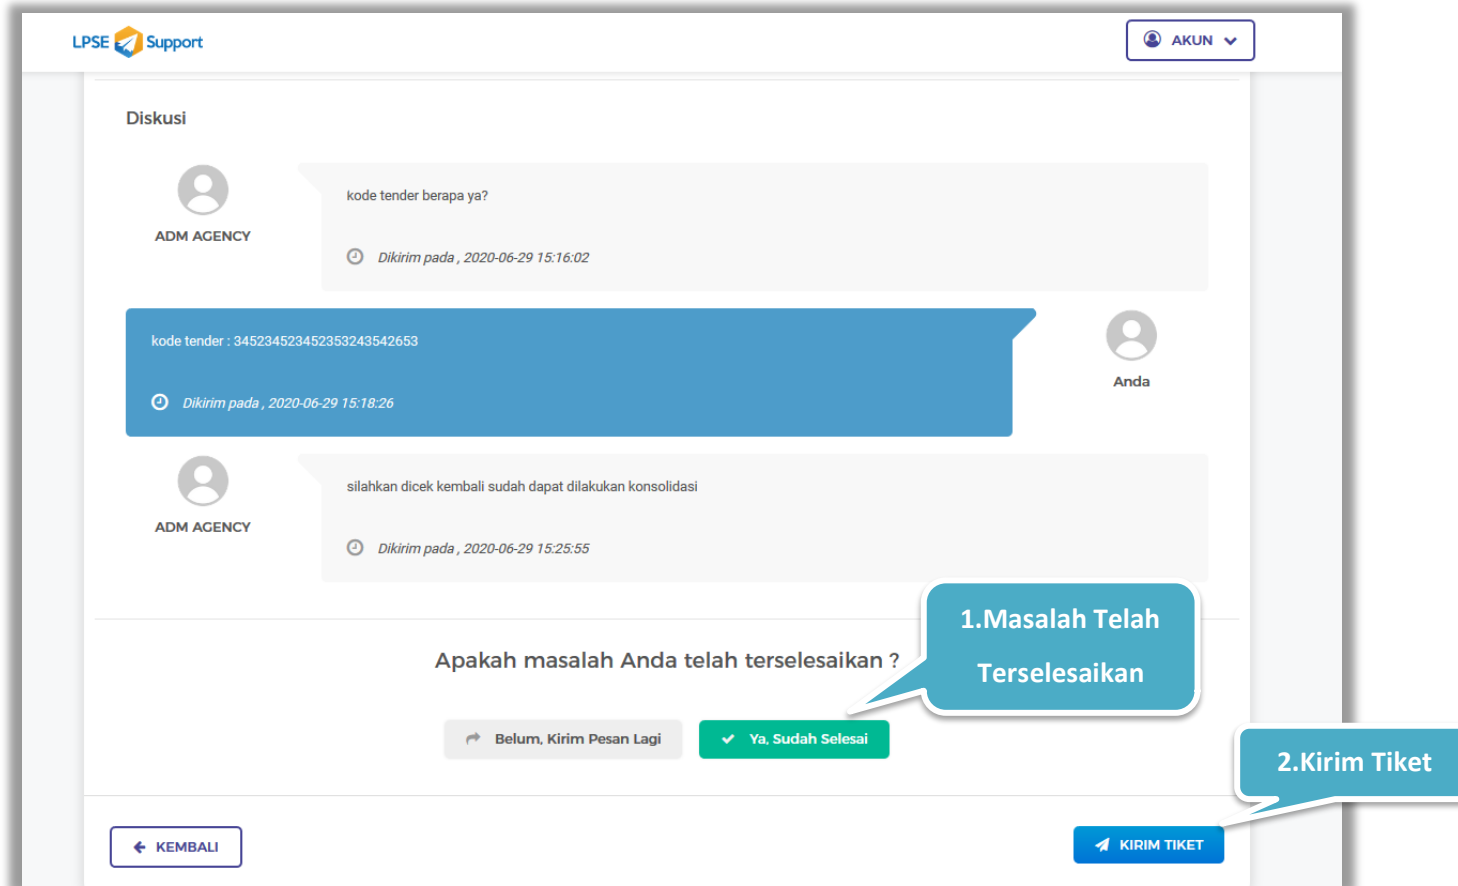 LPSE Support
AKUN
Diskusi
kode tender berapa ya?
ADM AGENCY
Dikirim pada , 2020-06-29 15:16:02
kode tender : 345234523452353243542653
Anda
Dikirim pada , 2020-06-29 15:18:26
silahkan dicek kembali sudah dapat dilakukan konsolidasi
ADM AGENCY
Dikirim pada , 2020-06-29 15:25:55
1.Masalah Telah
Terselesaikan
Apakah masalah Anda telah terselesaikan ?
Belum, Kirim Pesan Lagi
Ya, Sudah Selesai
2.Kirim Tiket
KEMBALI
KIRIM TIKET